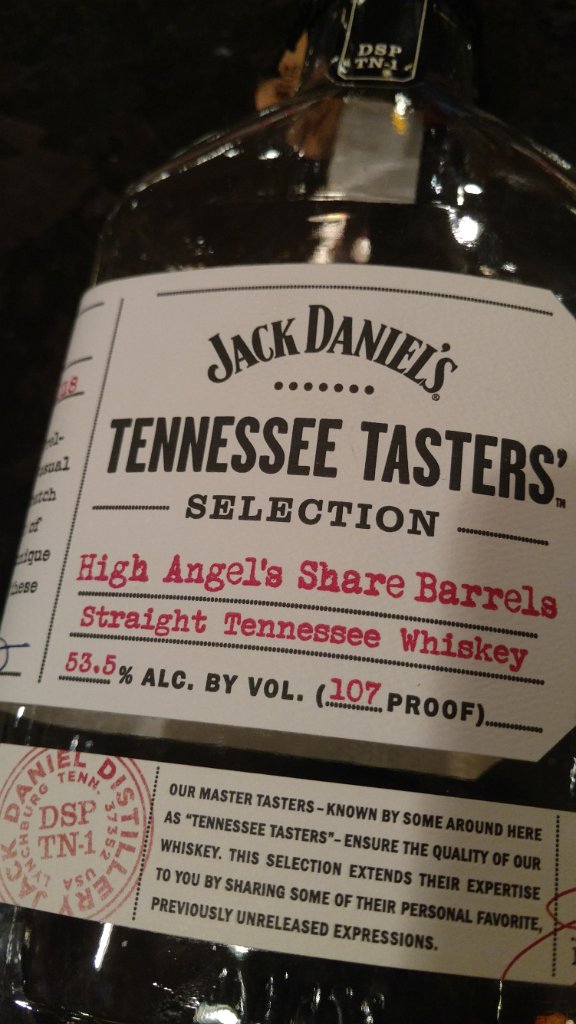 DSP
TN-1
JACK DANIEL'S®
TENNESSEE TASTERS'™
SELECTION
High Angel's Share Barrels
Straight Tennessee Whiskey
53.5% ALC. BY VOL. (107 PROOF)
of
JACK DANIEL DISTILLERY
LYNCHBURG TENN. 37352 USA
DSP
TN-1
OUR MASTER TASTERS – KNOWN BY SOME AROUND HERE
AS "TENNESSEE TASTERS" – ENSURE THE QUALITY OF OUR
WHISKEY. THIS SELECTION EXTENDS THEIR EXPERTISE
TO YOU BY SHARING SOME OF THEIR PERSONAL FAVORITE,
PREVIOUSLY UNRELEASED EXPRESSIONS.